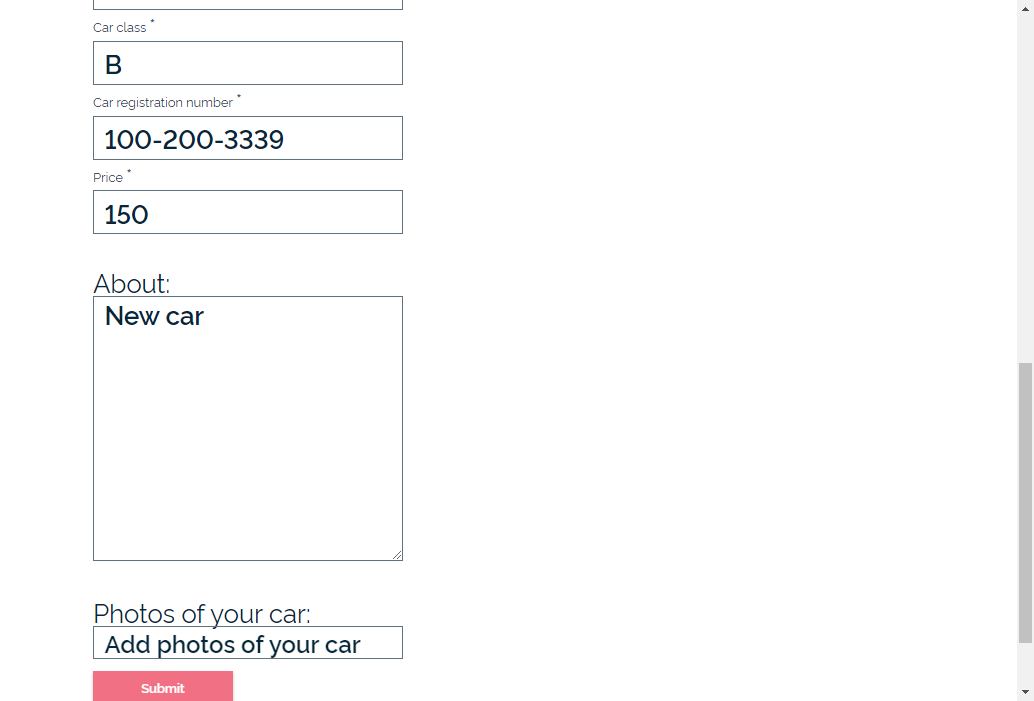 Car class *
B
Car registration number *
100-200-3339
Price *
150
About:
New car
Photos of your car:
Add photos of your car
Submit